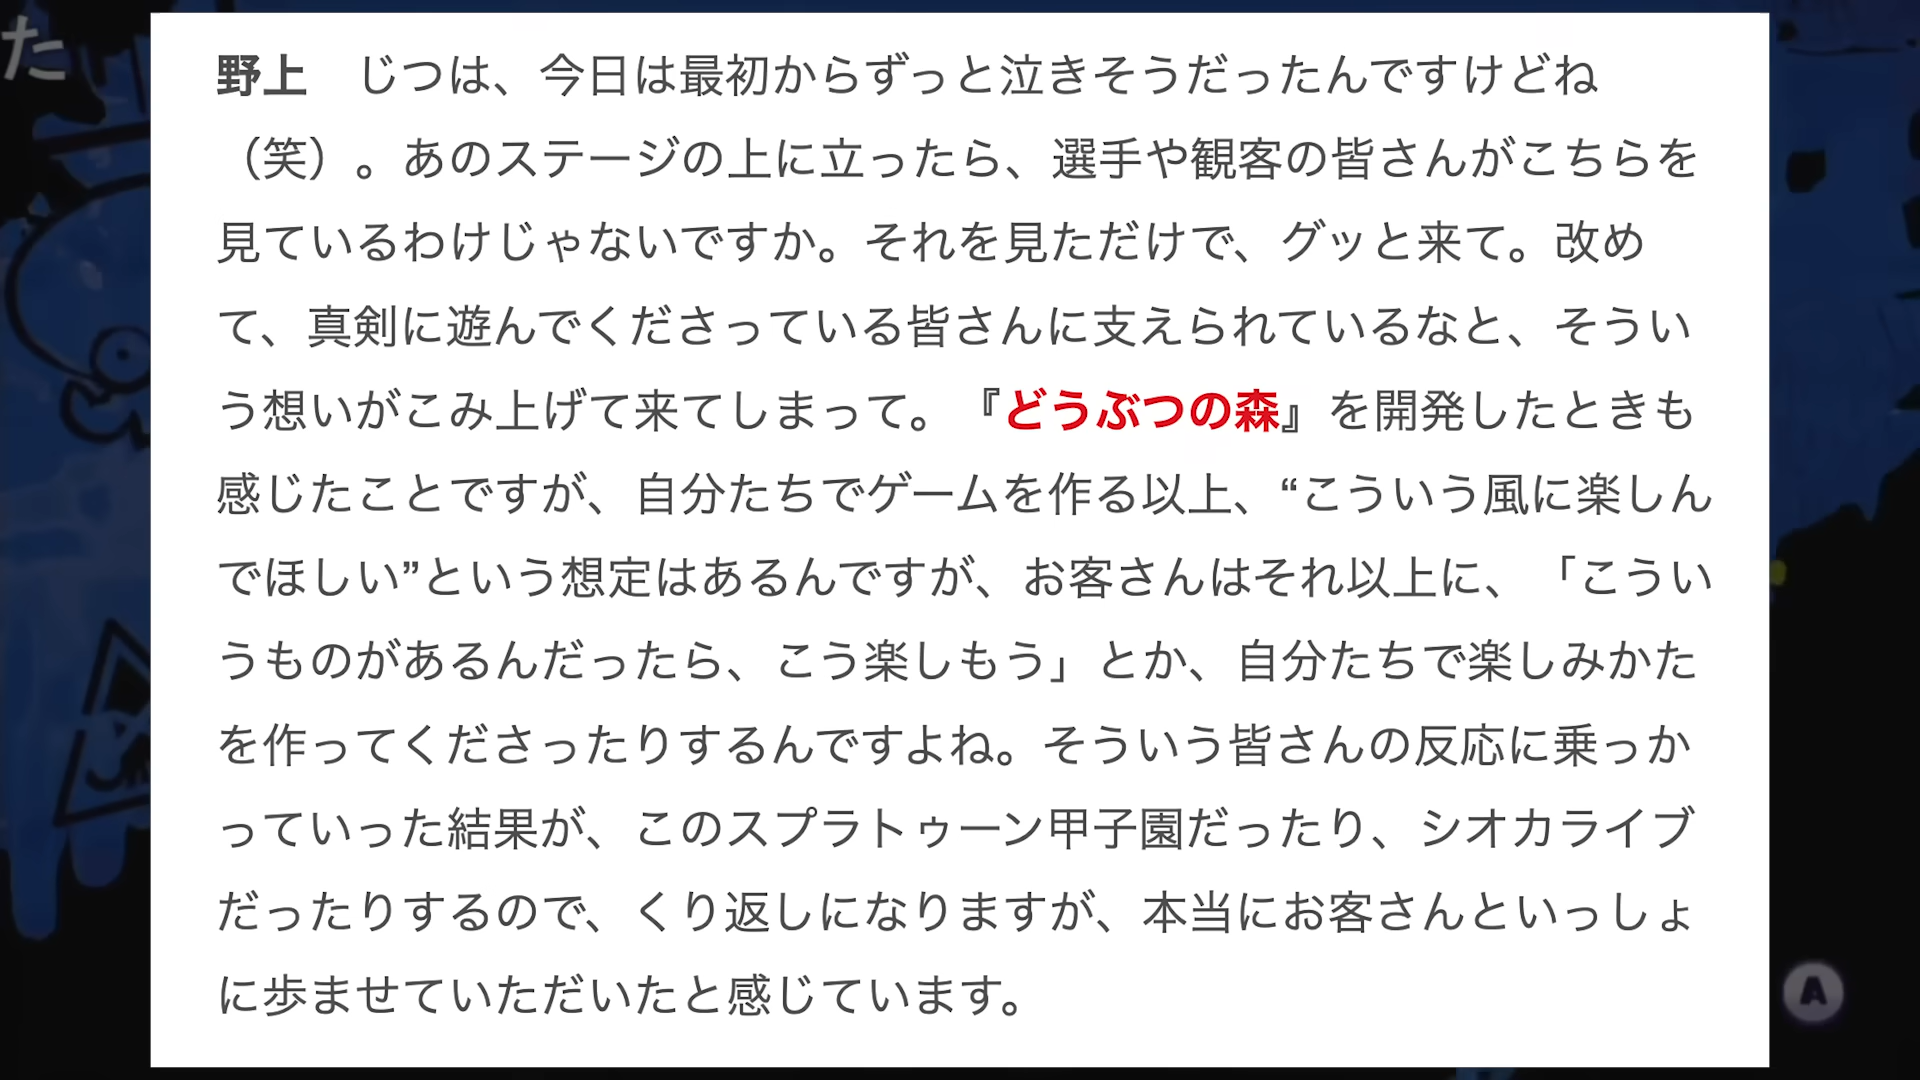 た
野上　じつは、今日は最初からずっと泣きそうだったんですけどね
（笑）。あのステージの上に立ったら、選手や観客の皆さんがこちらを
見ているわけじゃないですか。それを見ただけで、グッと来て。改め
て、真剣に遊んでくださっている皆さんに支えられているなと、そうい
う想いがこみ上げて来てしまって。『どうぶつの森』を開発したときも
感じたことですが、自分たちでゲームを作る以上、“こういう風に楽しん
でほしい”という想定はあるんですが、お客さんはそれ以上に、「こうい
うものがあるんだったら、こう楽しもう」とか、自分たちで楽しみかた
を作ってくださったりするんですよね。そういう皆さんの反応に乗っか
っていった結果が、このスプラトゥーン甲子園だったり、シオカライブ
だったりするので、くり返しになりますが、本当にお客さんといっしょ
に歩ませていただいたと感じています。
A